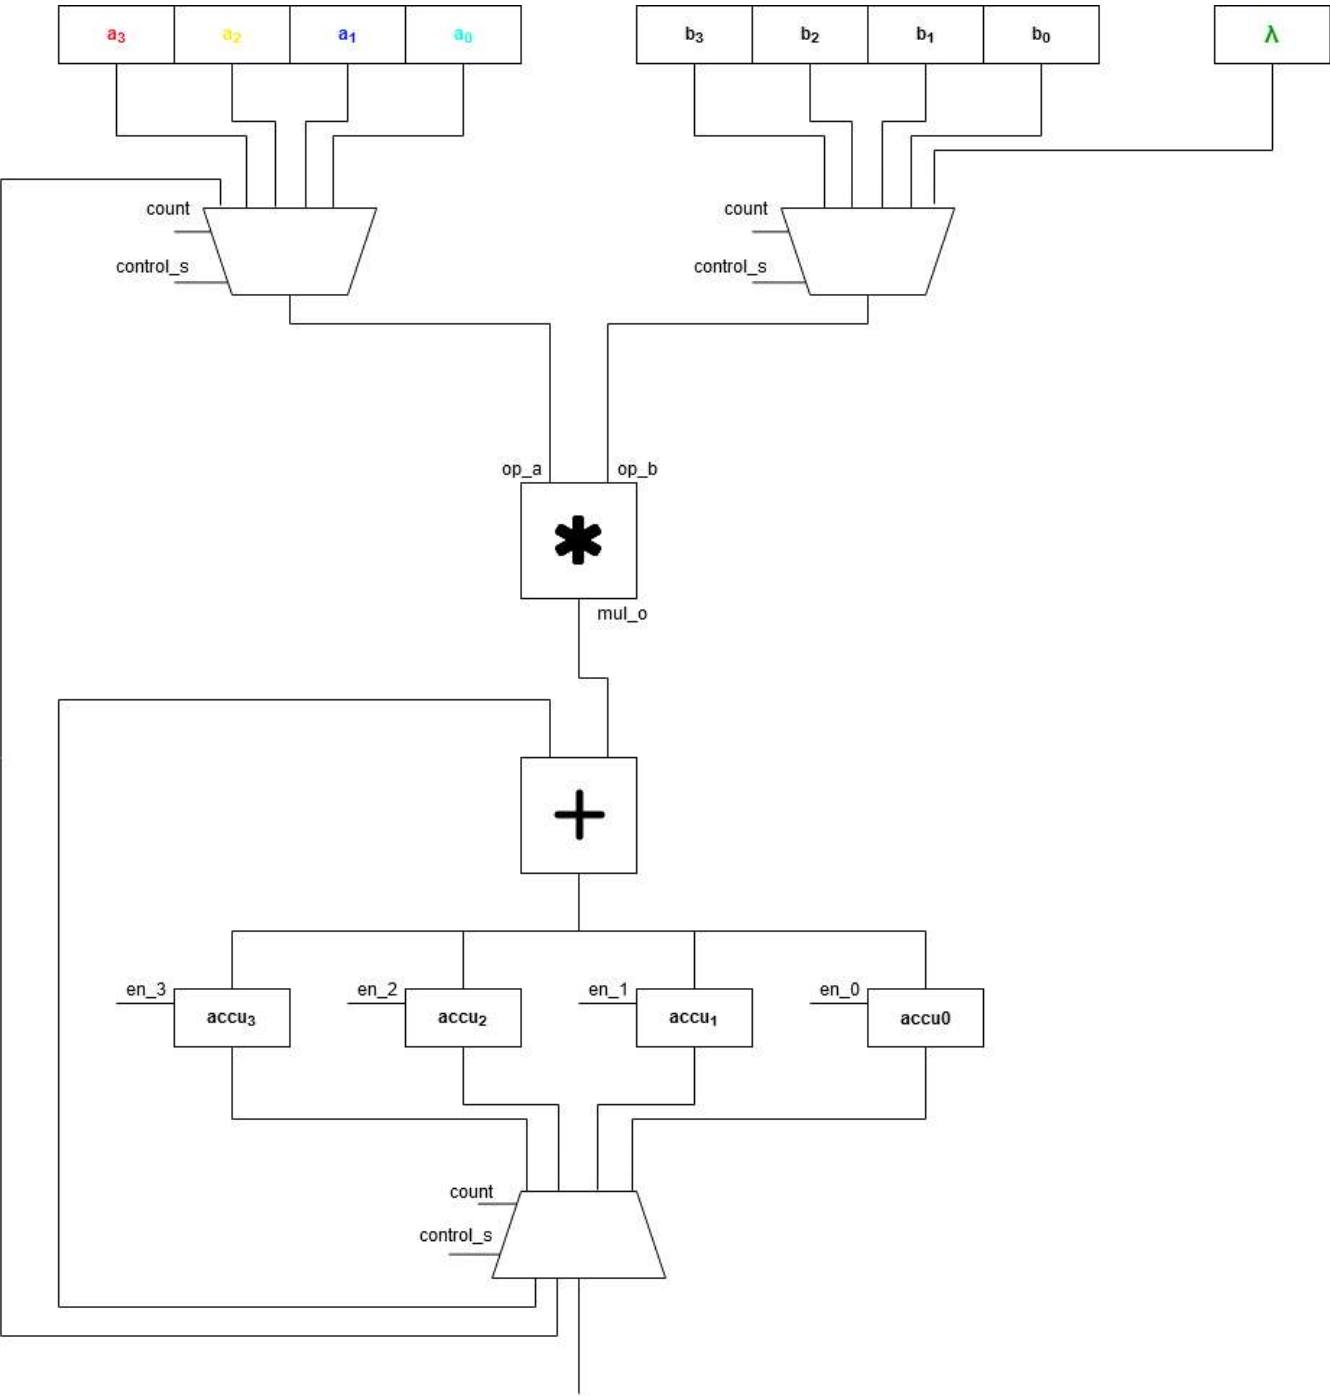 a₃ a₂ a₁ a₀ b₃ b₂ b₁ b₀ λ
count count
control_s control_s
op_a op_b
*
mul_o
+
en_3 en_2 en_1 en_0
accu₃ accu₂ accu₁ accu0
count
control_s